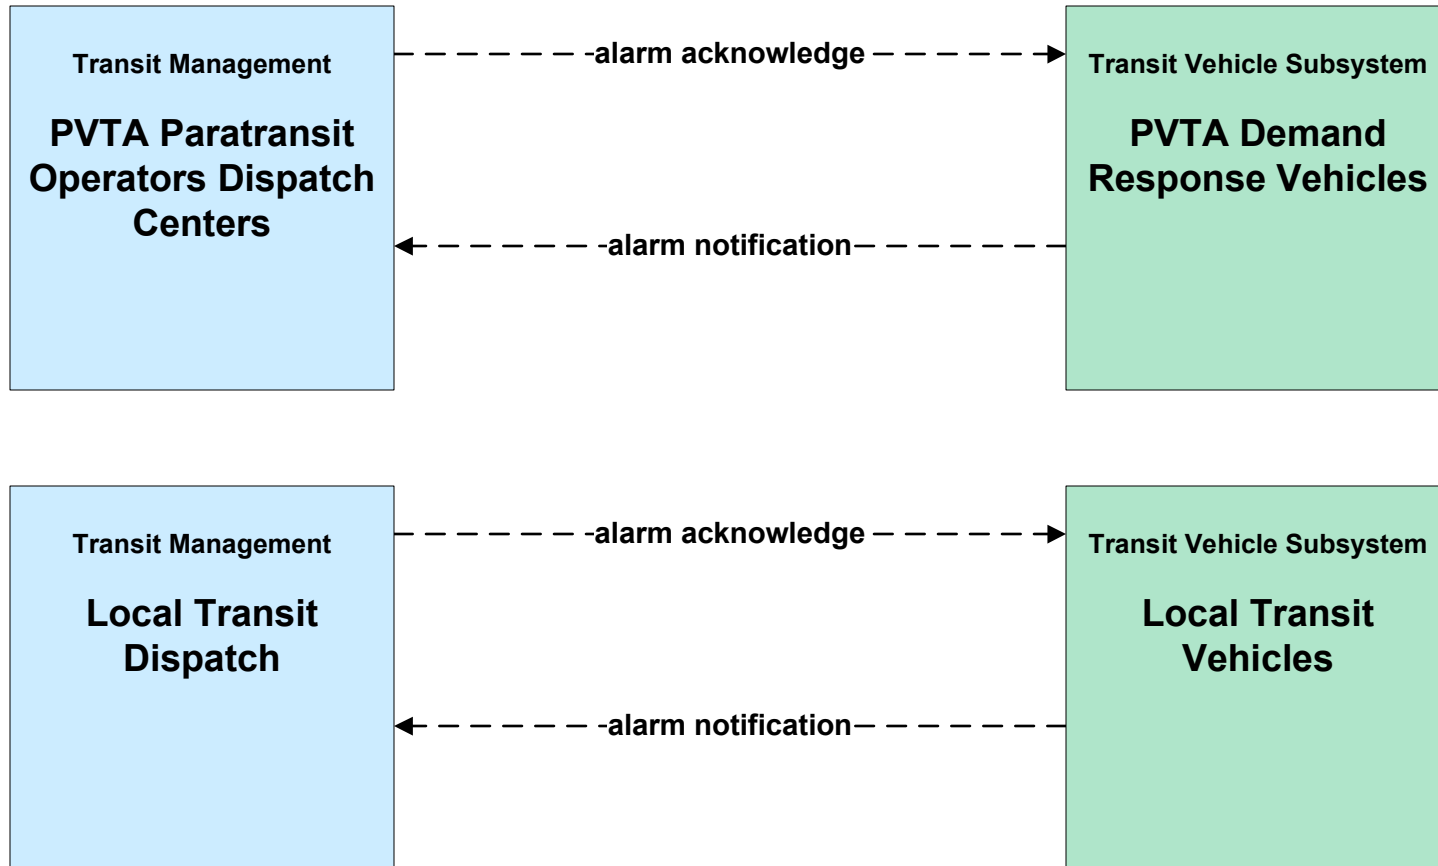 Transit Management
PVTA Paratransit
Operators Dispatch
Centers
alarm acknowledge
alarm notification
Transit Vehicle Subsystem
PVTA Demand
Response Vehicles
Transit Management
Local Transit
Dispatch
alarm acknowledge
alarm notification
Transit Vehicle Subsystem
Local Transit
Vehicles